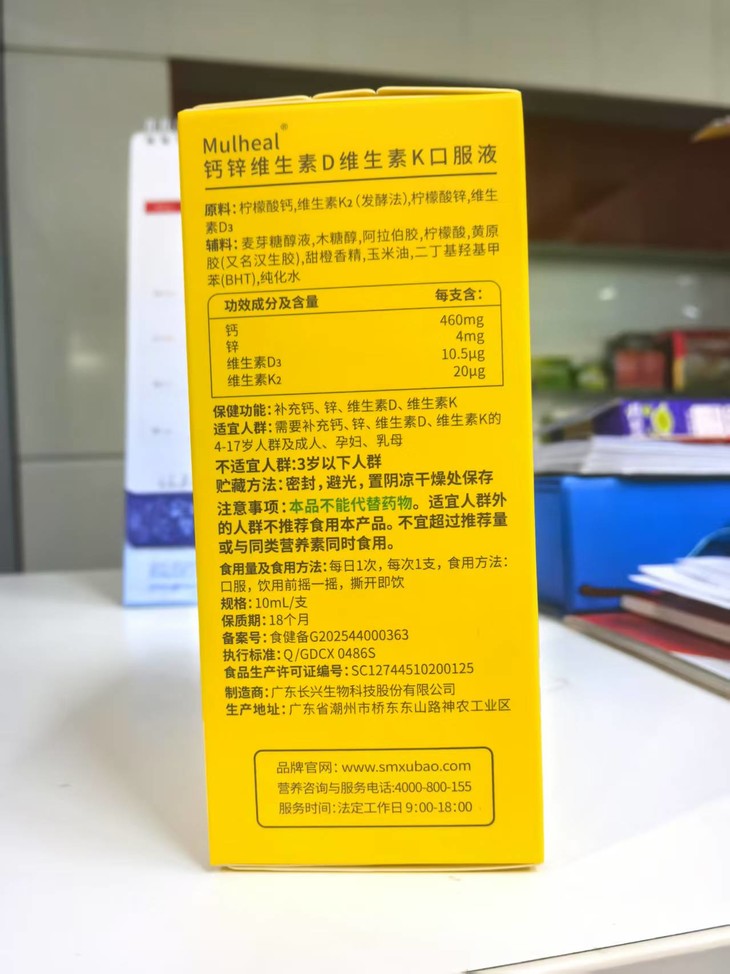 Mulheal®
钙锌维生素D维生素K口服液
原料:柠檬酸钙,维生素K₂(发酵法),柠檬酸锌,维生
素D₃
辅料:麦芽糖醇液,木糖醇,阿拉伯胶,柠檬酸,黄原
胶(又名汉生胶),甜橙香精,玉米油,二丁基羟基甲
苯(BHT),纯化水
功效成分及含量 每支含:
钙 460mg
锌 4mg
维生素D₃ 10.5μg
维生素K₂ 20μg
保健功能:补充钙、锌、维生素D、维生素K
适宜人群:需要补充钙、锌、维生素D、维生素K的
4-17岁人群及成人、孕妇、乳母
不适宜人群:3岁以下人群
贮藏方法:密封,避光,置阴凉干燥处保存
注意事项:本品不能代替药物。适宜人群外
的人群不推荐食用本产品。不宜超过推荐量
或与同类营养素同时食用。
食用量及食用方法:每日1次,每次1支,食用方法:
口服,饮用前摇一摇,撕开即饮
规格:10mL/支
保质期:18个月
备案号:食健备G202544000363
执行标准:Q/GDCX 0486S
食品生产许可证编号:SC12744510200125
制造商:广东长兴生物科技股份有限公司
生产地址:广东省潮州市桥东东山路神农工业区
品牌官网:www.smxubao.com
营养咨询与服务电话:4000-800-155
服务时间:法定工作日9:00-18:00